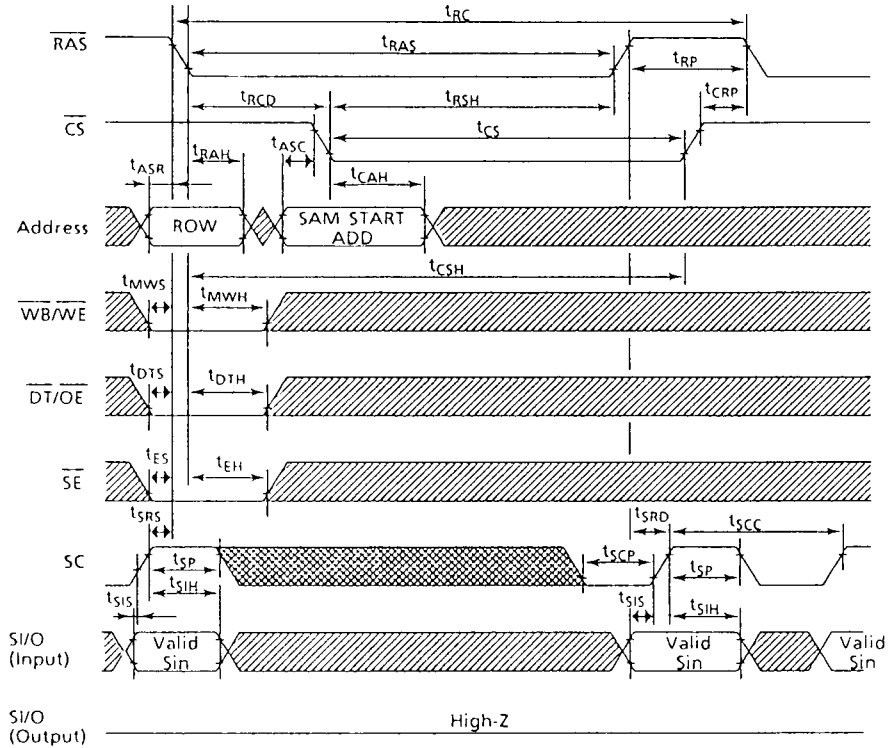 tRC
RAS
tRAS
tRP
tRCD
tRSH
tCRP
CS
tCS
tASR
tRAH
tASC
tCAH
Address
ROW
SAM START
ADD
tCSH
tMWS
tMWH
WB/WE
tDTS
tDTH
DT/OE
tES
tEH
SE
tSRS
tSRD
tSCC
SC
tSP
tSCP
tSP
tSIH
tSIS
tSIH
tSIS
SI/O
(Input)
Valid
Sin
Valid
Sin
Valid
Sin
SI/O
(Output)
High-Z